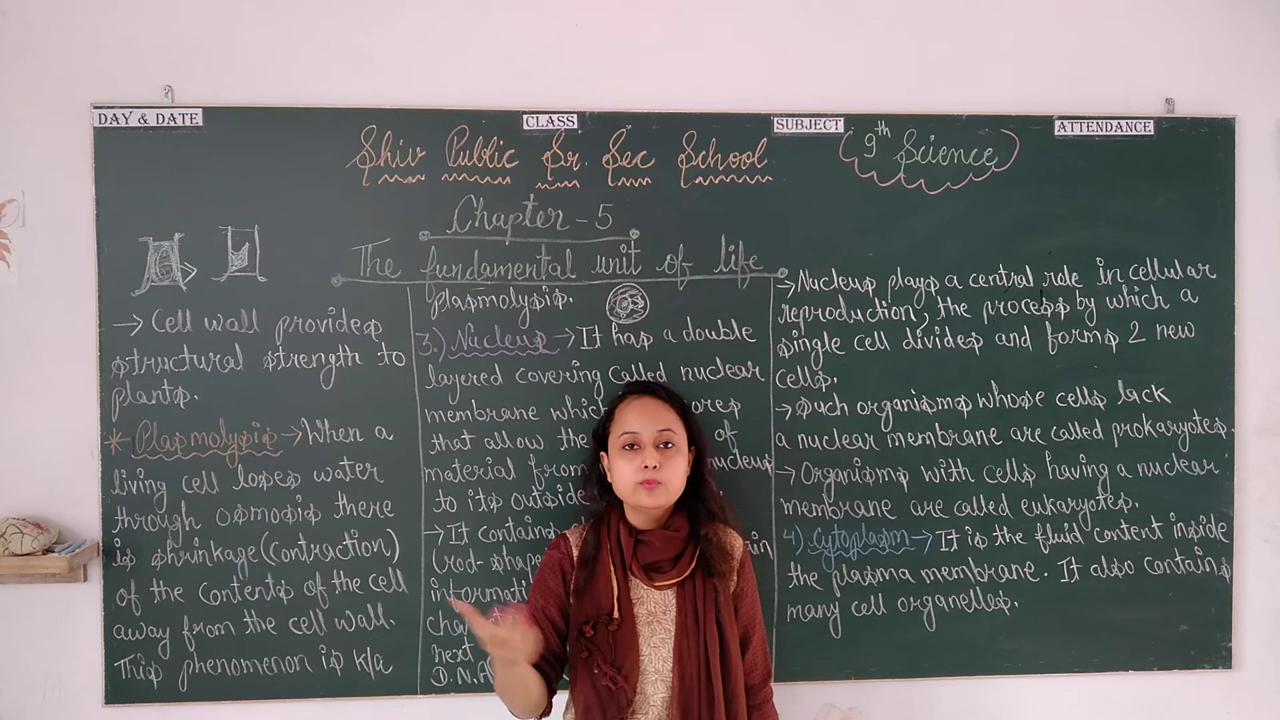 DAY & DATE
CLASS
SUBJECT
ATTENDANCE
Shiv Public Sr. Sec School
9th Science
Chapter - 5
The fundamental unit of life
→ Cell wall provides
structural strength to
plants.
* Plasmolysis → When a
living cell loses water
through osmosis there
is shrinkage (contraction)
of the contents of the cell
away from the cell wall.
This phenomenon is k/a
plasmolysis.
3.) Nucleus → It has a double
layered covering called nuclear
membrane which
that allow the of
material from nucleus
to its outside
→ It contains
(rod-shape
next
D.N.A
→ Nucleus plays a central role in cellular
reproduction, the process by which a
single cell divides and forms 2 new
cells.
→ Such organisms whose cells lack
a nuclear membrane are called prokaryotes.
→ Organisms with cells having a nuclear
membrane are called eukaryotes.
4) Cytoplasm → It is the fluid content inside
the plasma membrane. It also contains
many cell organelles.